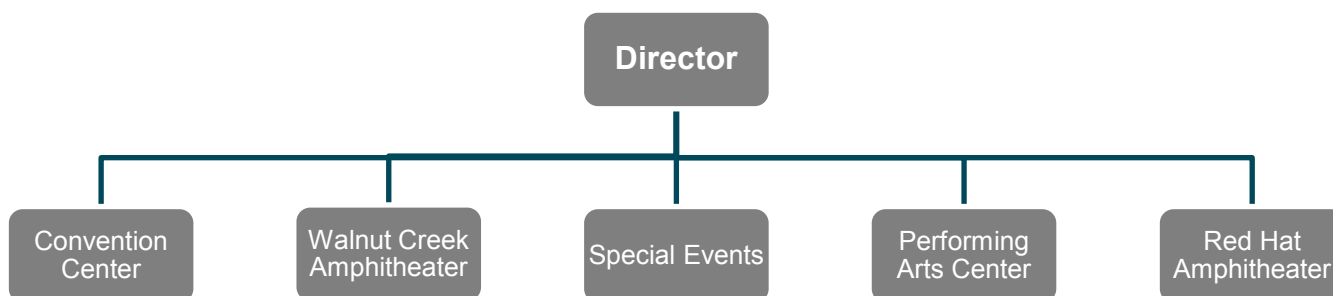 Director
Convention
Center
Walnut Creek
Amphitheater
Special Events
Performing
Arts Center
Red Hat
Amphitheater